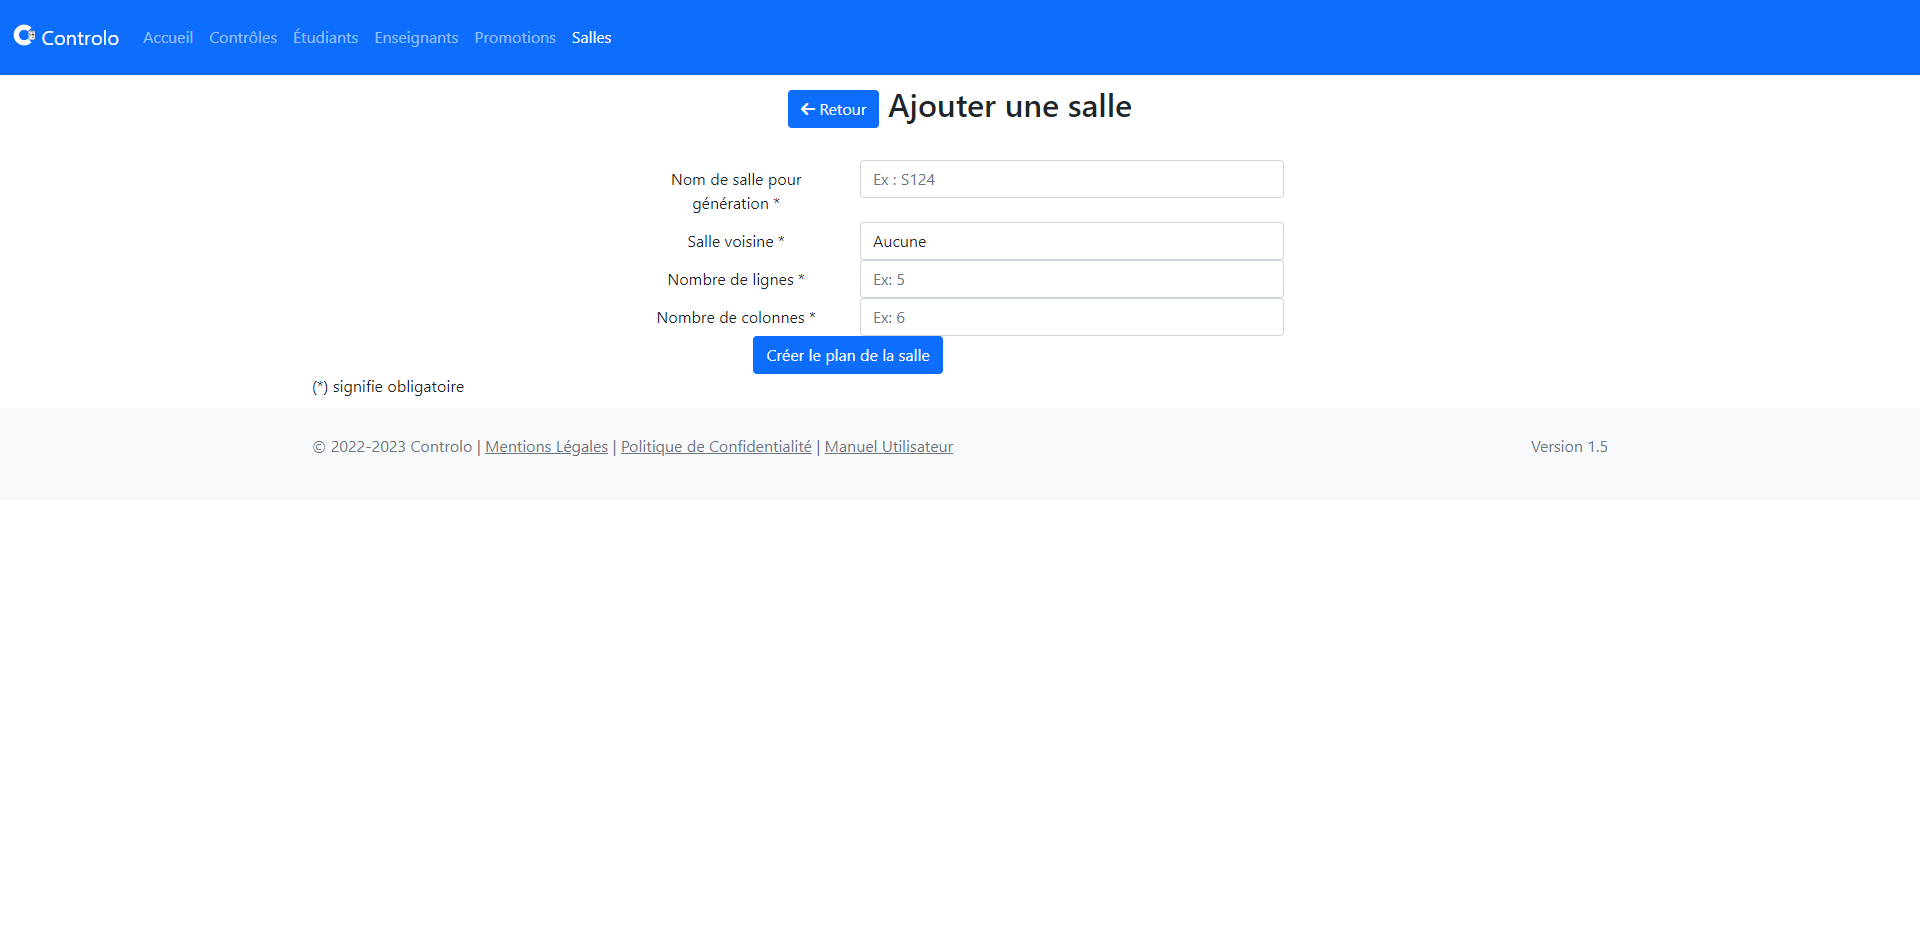 Controlo Accueil Contrôles Étudiants Enseignants Promotions Salles
Retour Ajouter une salle
Nom de salle pour
génération *
Ex : S124
Salle voisine * Aucune
Nombre de lignes * Ex: 5
Nombre de colonnes * Ex: 6
Créer le plan de la salle
(*) signifie obligatoire
© 2022-2023 Controlo | Mentions Légales | Politique de Confidentialité | Manuel Utilisateur Version 1.5